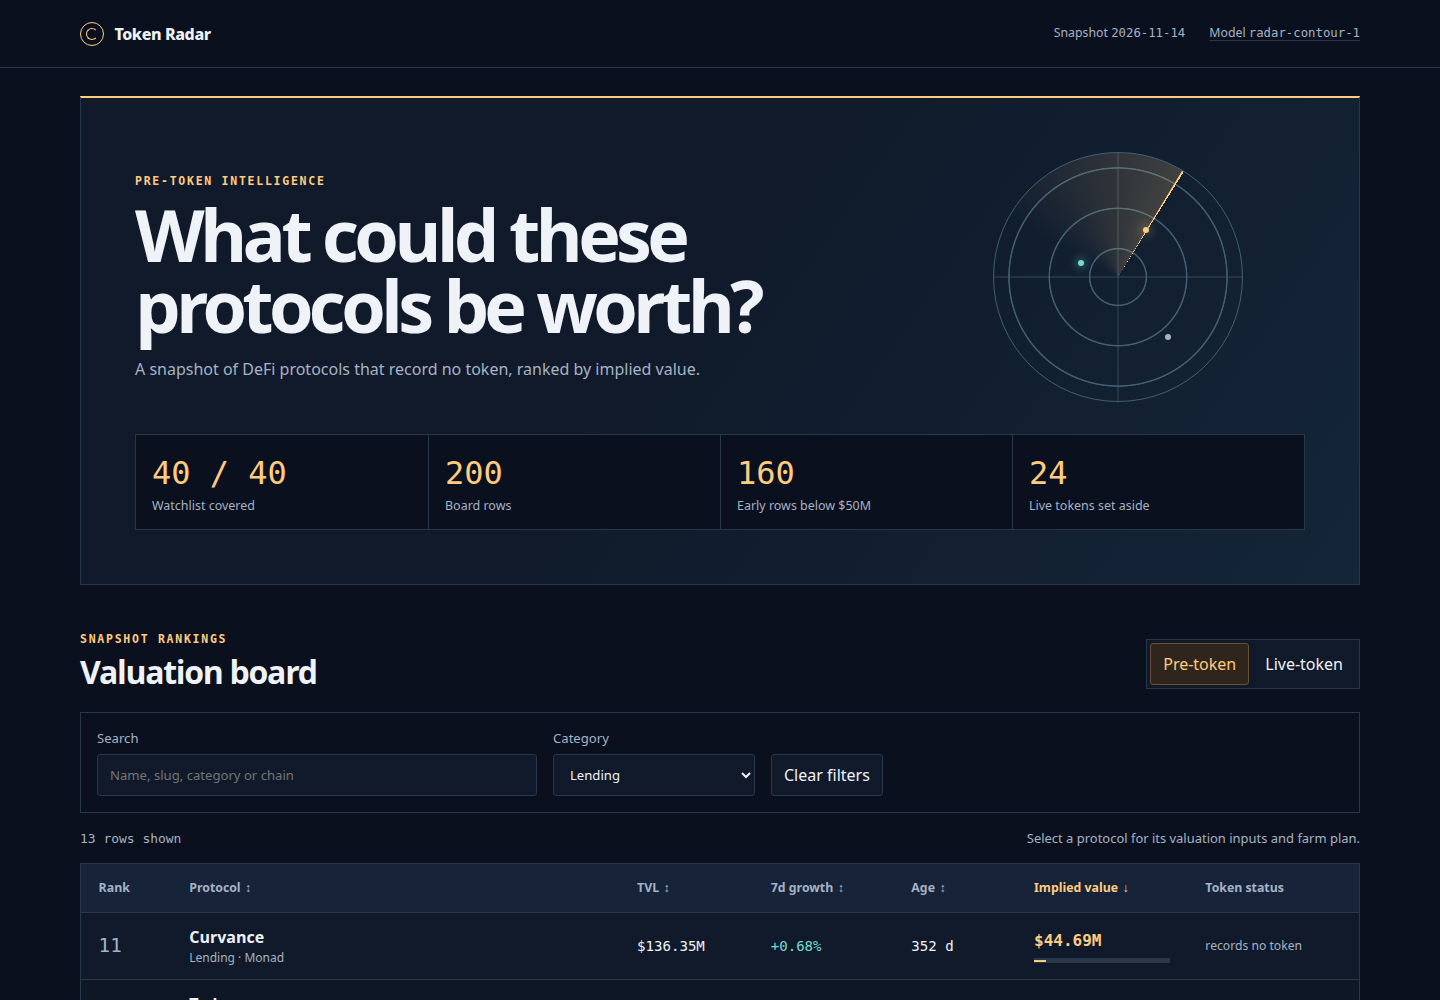 Token Radar
Snapshot 2026-11-14
Model radar-contour-1
PRE-TOKEN INTELLIGENCE
What could these
protocols be worth?
A snapshot of DeFi protocols that record no token, ranked by implied value.
40 / 40
Watchlist covered
200
Board rows
160
Early rows below $50M
24
Live tokens set aside
SNAPSHOT RANKINGS
Valuation board
Pre-token
Live-token
Search
Name, slug, category or chain
Category
Lending
Clear filters
13 rows shown
Select a protocol for its valuation inputs and farm plan.
Rank Protocol ↕ TVL ↕ 7d growth ↕ Age ↕ Implied value ↓ Token status
11 Curvance $136.35M +0.68% 352 d $44.69M records no token
Lending · Monad